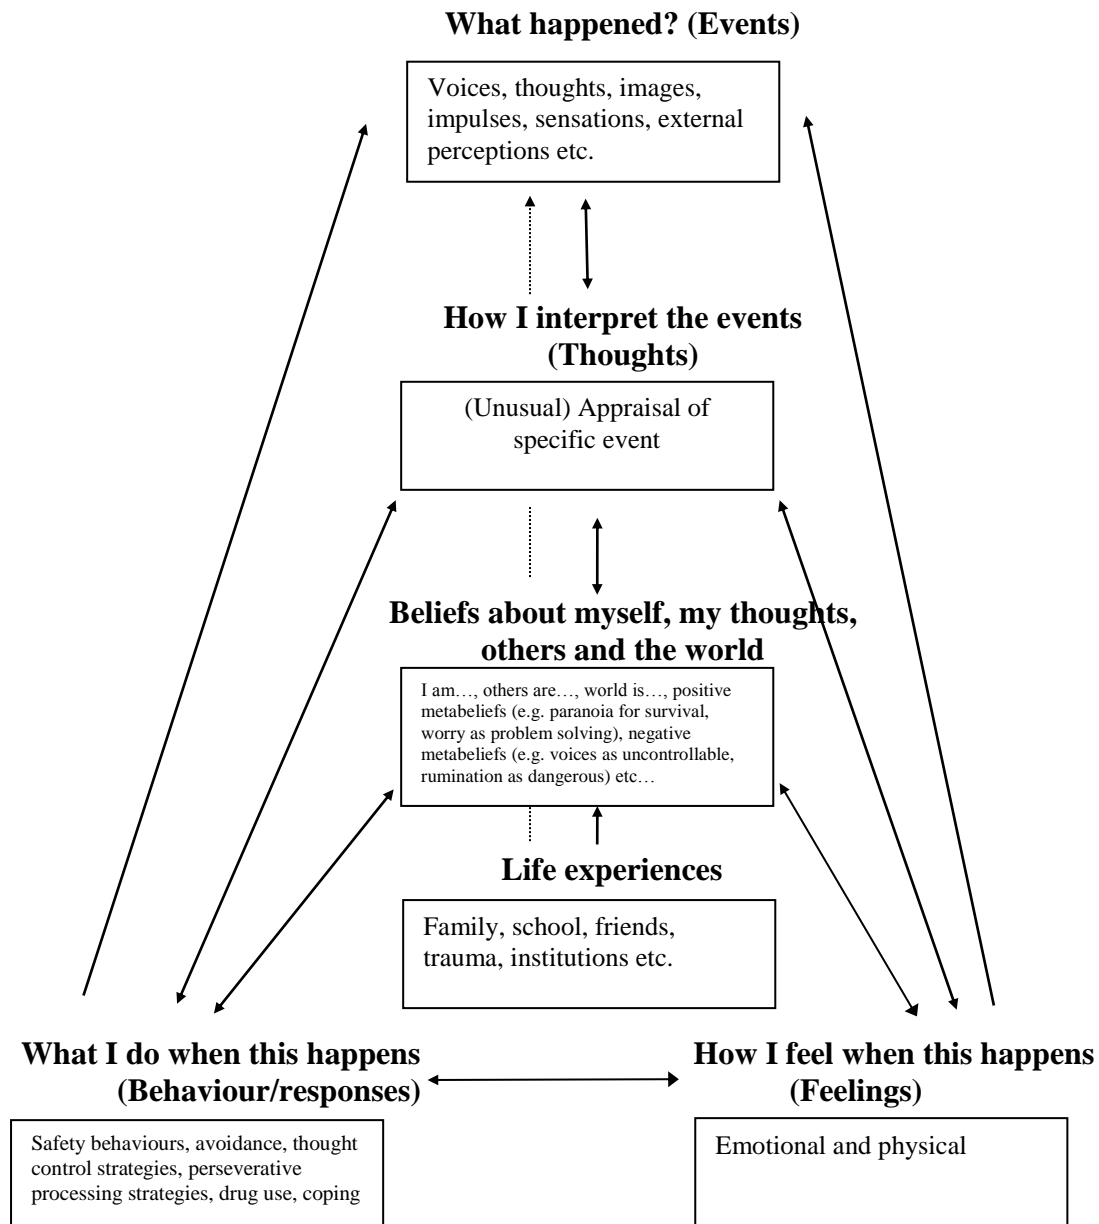 What happened? (Events)
Voices, thoughts, images,
impulses, sensations, external
perceptions etc.
How I interpret the events
(Thoughts)
(Unusual) Appraisal of
specific event
Beliefs about myself, my thoughts,
others and the world
I am…, others are…, world is…, positive
metabeliefs (e.g. paranoia for survival,
worry as problem solving), negative
metabeliefs (e.g. voices as uncontrollable,
rumination as dangerous) etc…
Life experiences
Family, school, friends,
trauma, institutions etc.
What I do when this happens
(Behaviour/responses)
Safety behaviours, avoidance, thought
control strategies, perseverative
processing strategies, drug use, coping
How I feel when this happens
(Feelings)
Emotional and physical